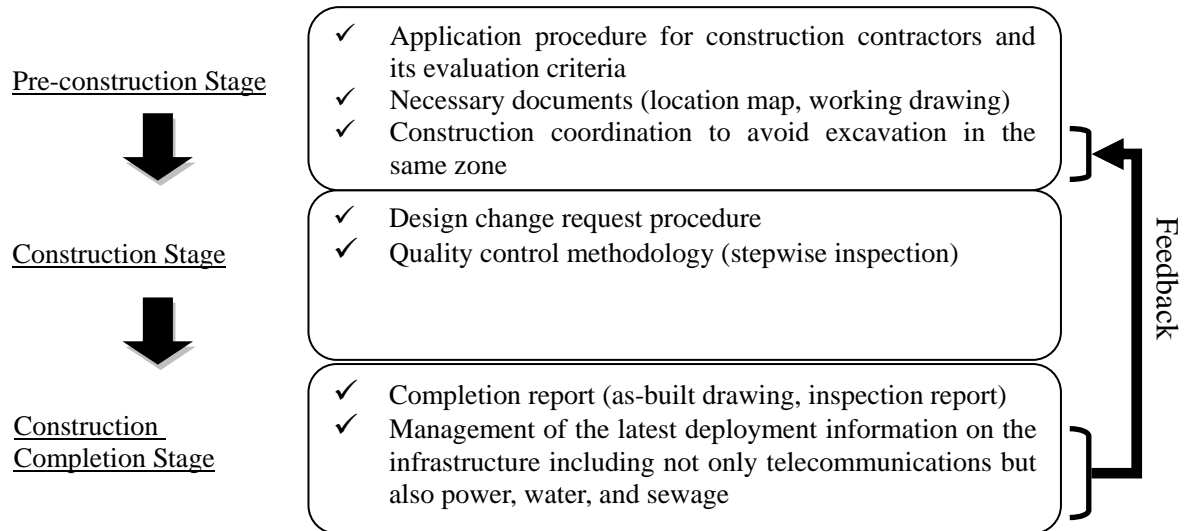 Pre-construction Stage
✓ Application procedure for construction contractors and
its evaluation criteria
✓ Necessary documents (location map, working drawing)
✓ Construction coordination to avoid excavation in the
same zone
Construction Stage
✓ Design change request procedure
✓ Quality control methodology (stepwise inspection)
Construction
Completion Stage
✓ Completion report (as-built drawing, inspection report)
✓ Management of the latest deployment information on the
infrastructure including not only telecommunications but
also power, water, and sewage
Feedback